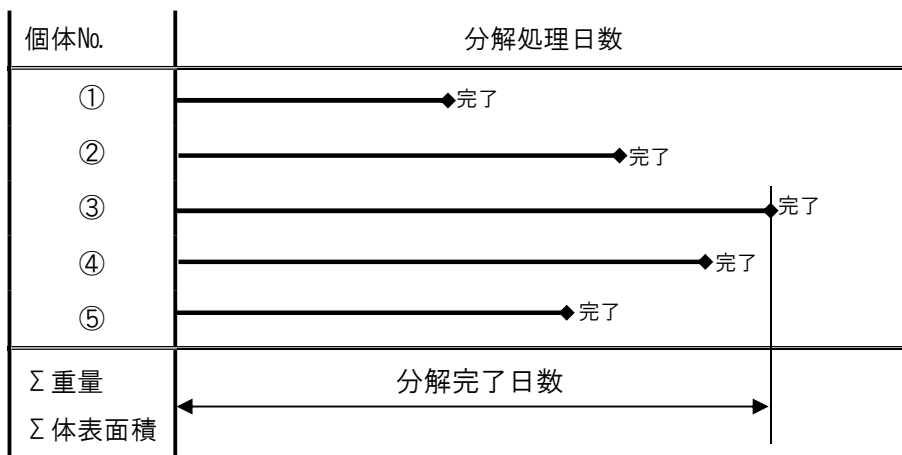 個体№ 分解処理日数
① 完了
② 完了
③ 完了
④ 完了
⑤ 完了
Σ重量 分解完了日数
Σ体表面積